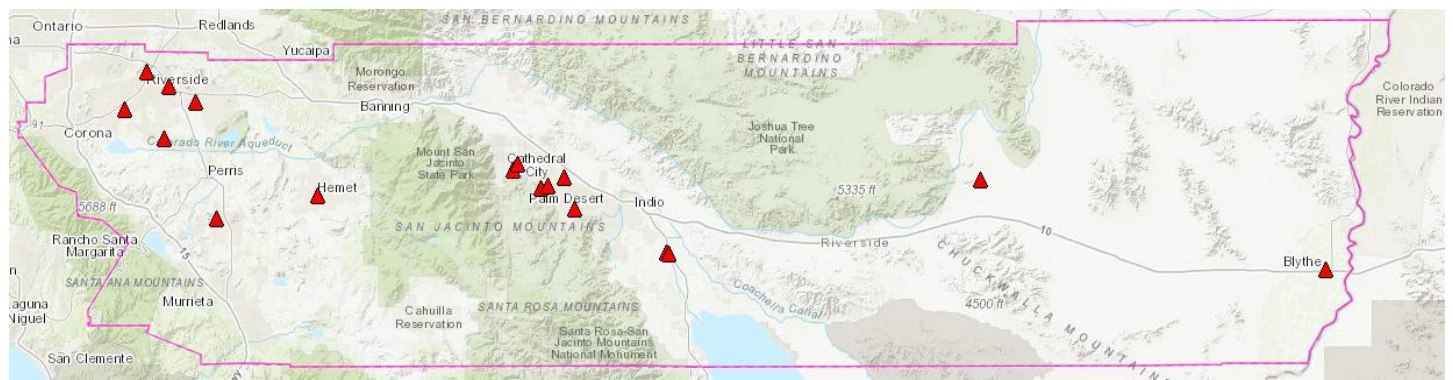 Ontario
Redlands
SAN BERNARDINO MOUNTAINS
Yucaipa
LITTLE SAN
BERNARDINO
MOUNTAINS
Riverside
Morongo
Reservation
Banning
Colorado
River Indian
Reservation
91
Corona
Colorado River Aqueduct
Joshua Tree
National
Park
Mount San
Jacinto
State Park
Cathedral
City
Perris
Hemet
5335 ft
Palm Desert
Indio
5688 ft
SAN JACINTO MOUNTAINS
10
Riverside
Rancho Santa
Margarita
15
Blythe
SANTA ANA MOUNTAINS
CHUCKWALLA MOUNTAINS
Coachella Canal
Murrieta
4500 ft
Laguna
Niguel
Cahuilla
Reservation
SANTA ROSA MOUNTAINS
Santa Rosa-San
Jacinto Mountains
National Monument
San Clemente